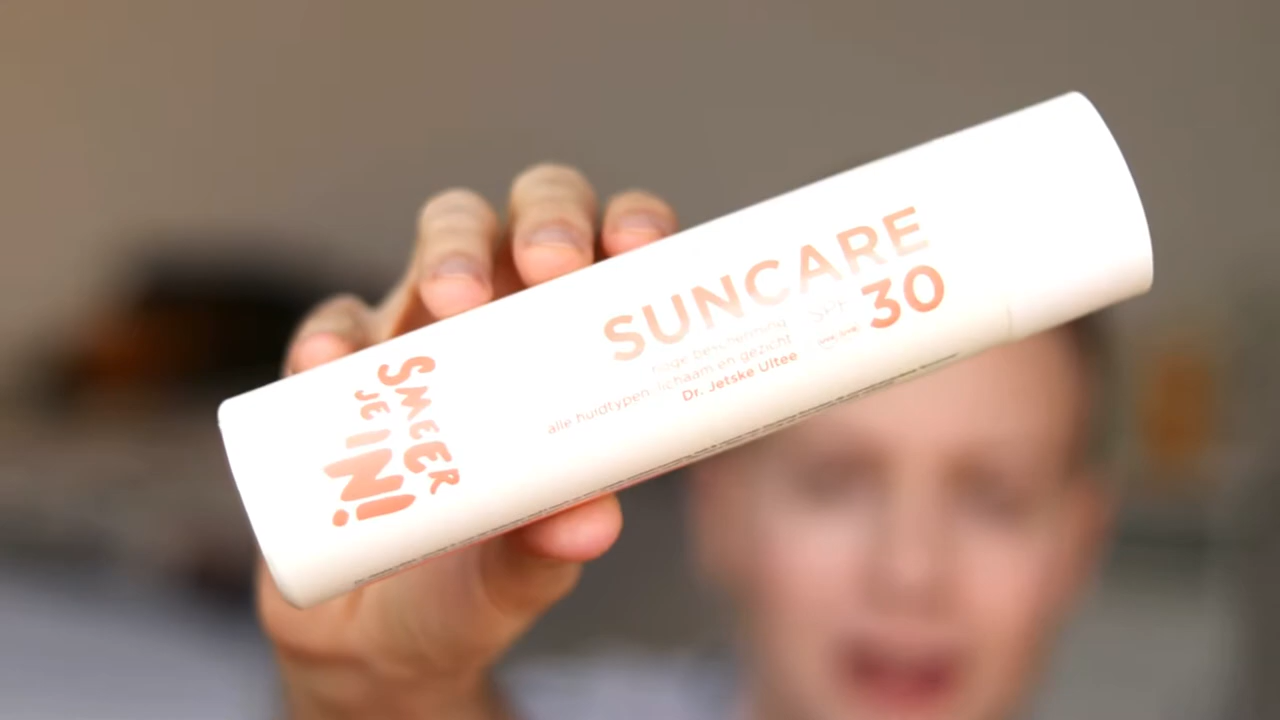 SMEER
JE IN!
SUNCARE
SPF 30
hoge bescherming
lichaam en gezicht
alle huidtypen
Dr. Jetske Ultee